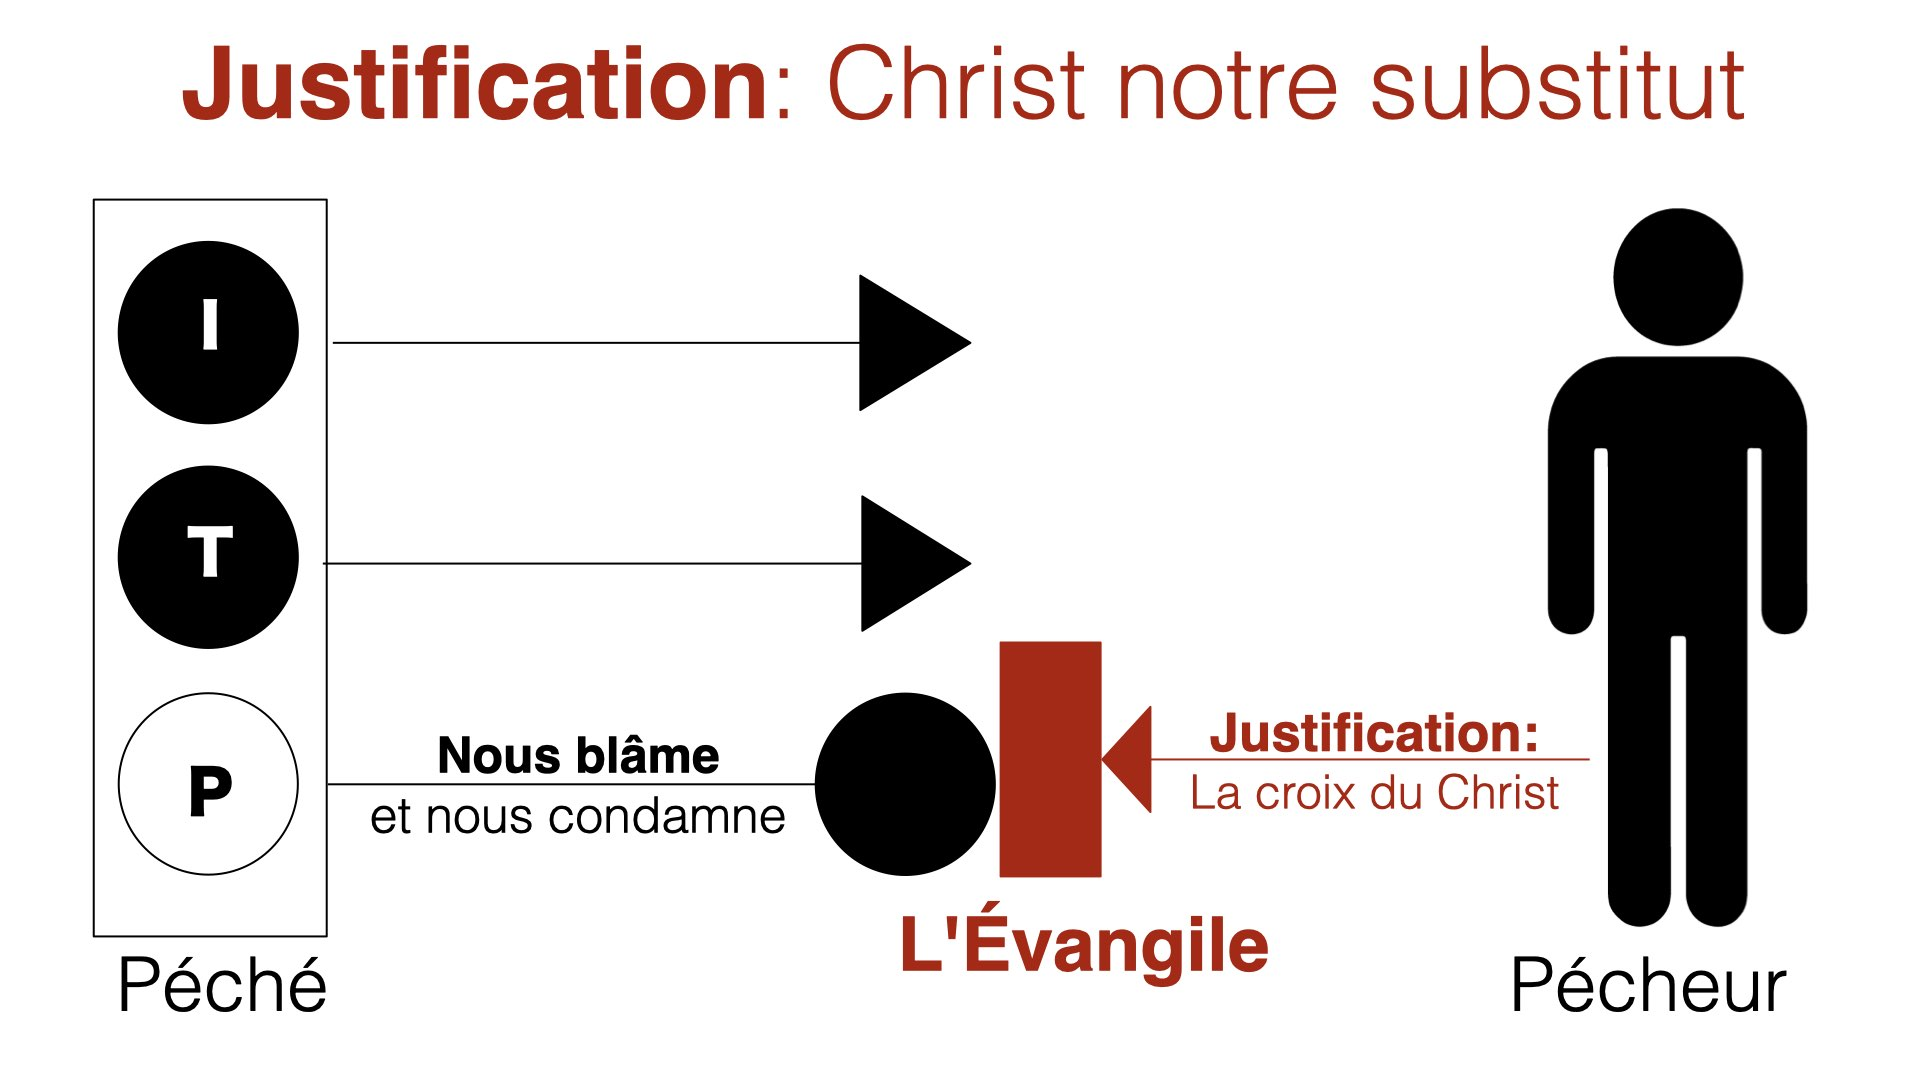 Justification: Christ notre substitut
I
T
P
Nous blâme
et nous condamne
Justification:
La croix du Christ
L'Évangile
Péché
Pécheur